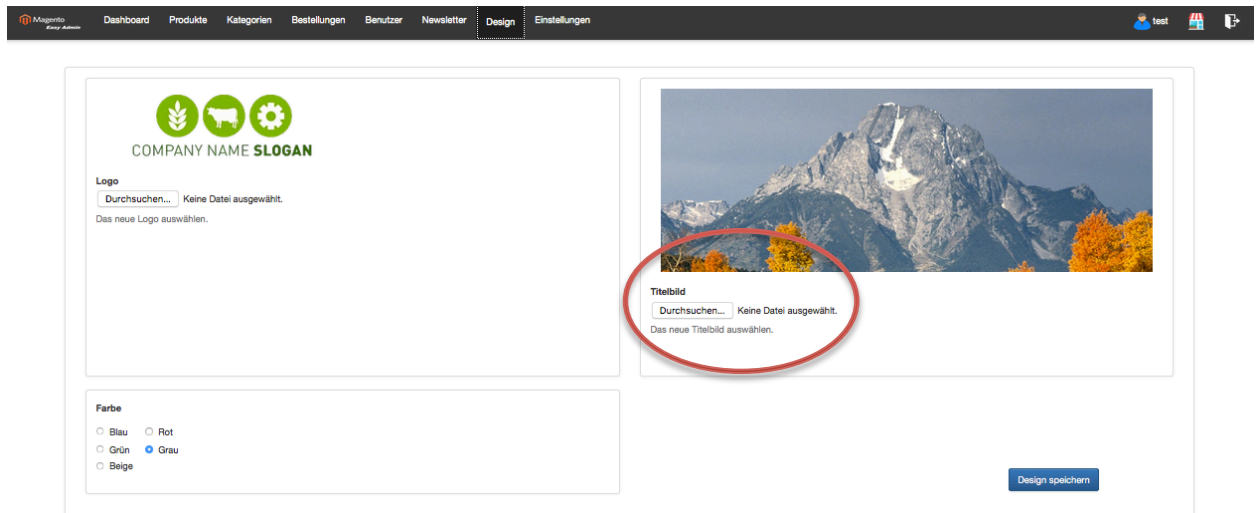 Magento
Easy Admin
Dashboard Produkte Kategorien Bestellungen Benutzer Newsletter Design Einstellungen test
COMPANY NAME SLOGAN
Logo
Durchsuchen... Keine Datei ausgewählt.
Das neue Logo auswählen.
Titelbild
Durchsuchen... Keine Datei ausgewählt.
Das neue Titelbild auswählen.
Farbe
Blau Rot
Grün Grau
Beige
Design speichern